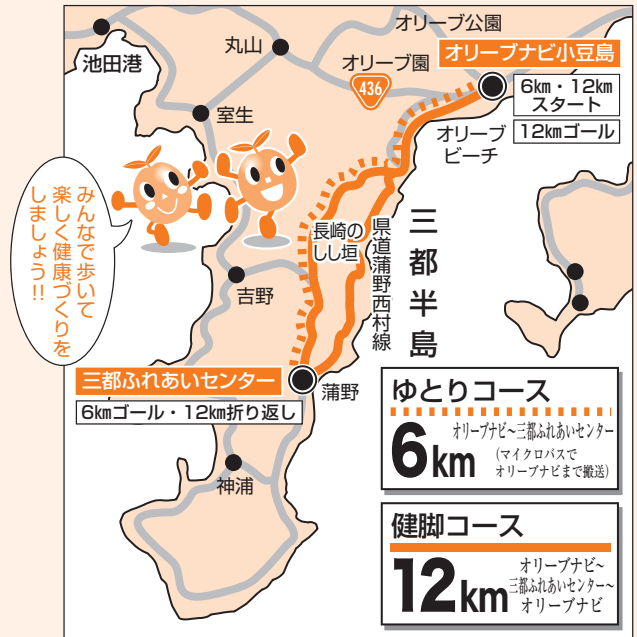 オリーブ公園
丸山
オリーブ園
オリーブナビ小豆島
池田港
436
6km・12km
スタート
12kmゴール
室生
オリーブ
ビーチ
みんなで歩いて
楽しく健康づくりを
しましょう!!
長崎の
しし垣
県道蒲野西村線
三都半島
吉野
三都ふれあいセンター
6kmゴール・12km折り返し
蒲野
神浦
ゆとりコース
6km
オリーブナビ~三都ふれあいセンター
(マイクロバスで
オリーブナビまで搬送)
健脚コース
12km
オリーブナビ~
三都ふれあいセンター~
オリーブナビ